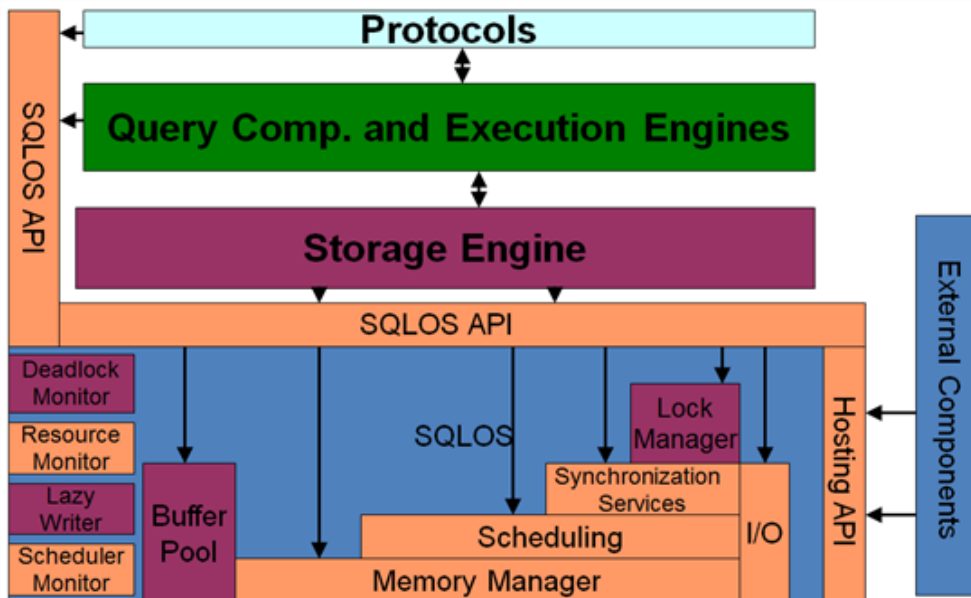 Protocols
SQLOS API
Query Comp. and Execution Engines
Storage Engine
External Components
SQLOS API
Deadlock
Monitor
Resource
Monitor
Lazy
Writer
Scheduler
Monitor
Buffer
Pool
SQLOS
Lock
Manager
Synchronization
Services
Scheduling
Memory Manager
I/O
Hosting API